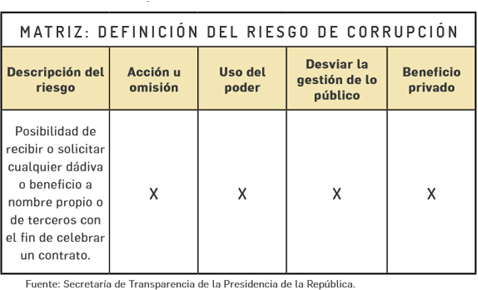 MATRIZ: DEFINICIÓN DEL RIESGO DE CORRUPCIÓN
Descripción del
riesgo
Acción u
omisión
Uso del
poder
Desviar la
gestión de lo
público
Beneficio
privado
Posibilidad de
recibir o solicitar
cualquier dádiva
o beneficio a
nombre propio o
de terceros con
el fin de celebrar
un contrato.
X
X
X
X
Fuente: Secretaría de Transparencia de la Presidencia de la República.